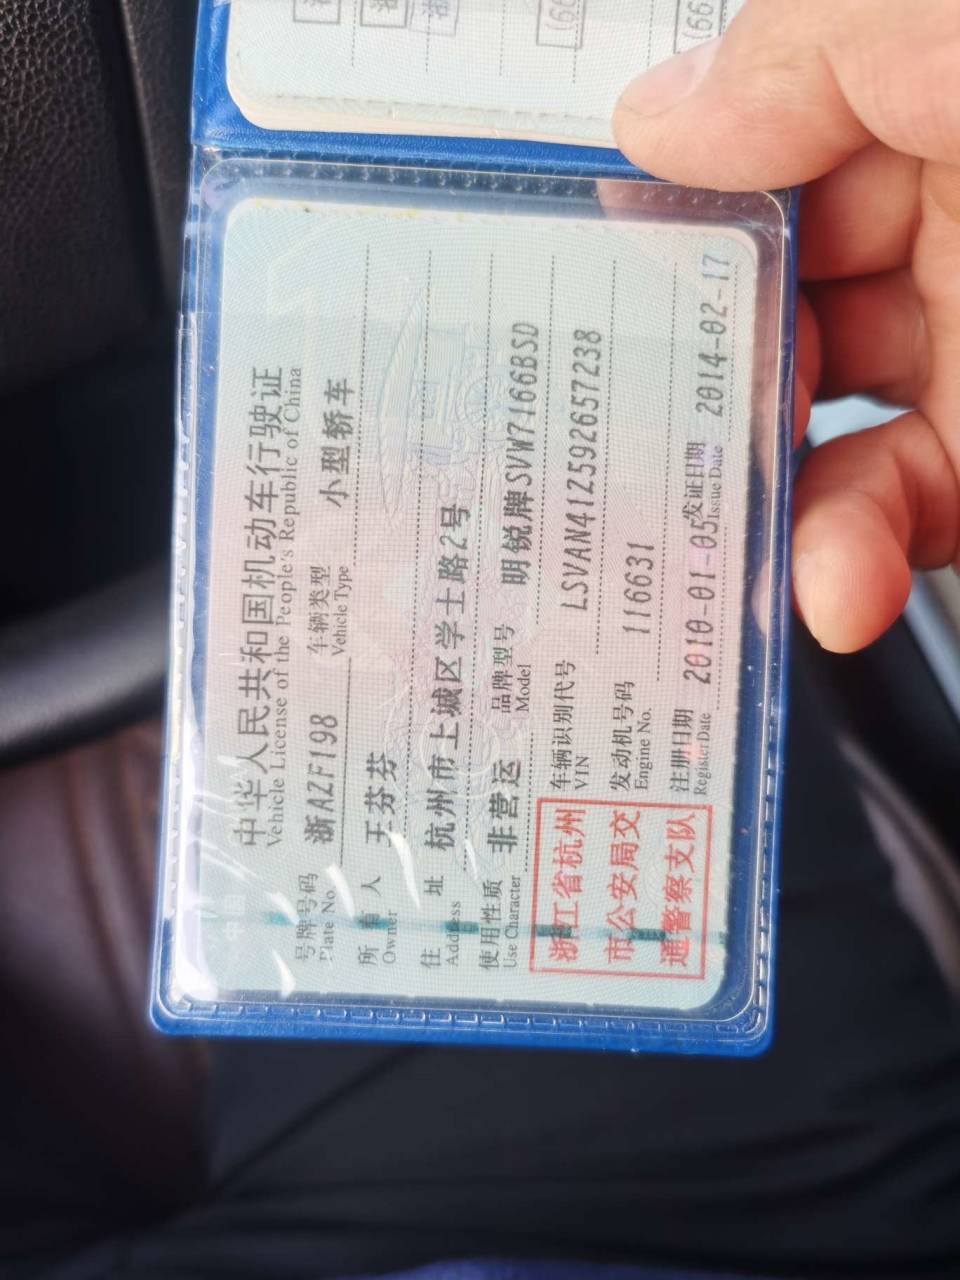 中华人民共和国机动车行驶证
Vehicle License of the People's Republic of China
号牌号码 浙AZF198 车辆类型 小型轿车
Plate No. Vehicle Type
所有人 王芬芬
Owner
住址 杭州市上城区学士路2号
Address
使用性质 非营运 品牌型号 明锐牌SVW7166BSD
Use Character Model
浙江省杭州
市公安局交
通警察支队
车辆识别代号 LSVAN41Z592657238
VIN
发动机号码 116631
Engine No.
注册日期 2010-01-05 发证日期 2014-02-17
Register Date Issue Date